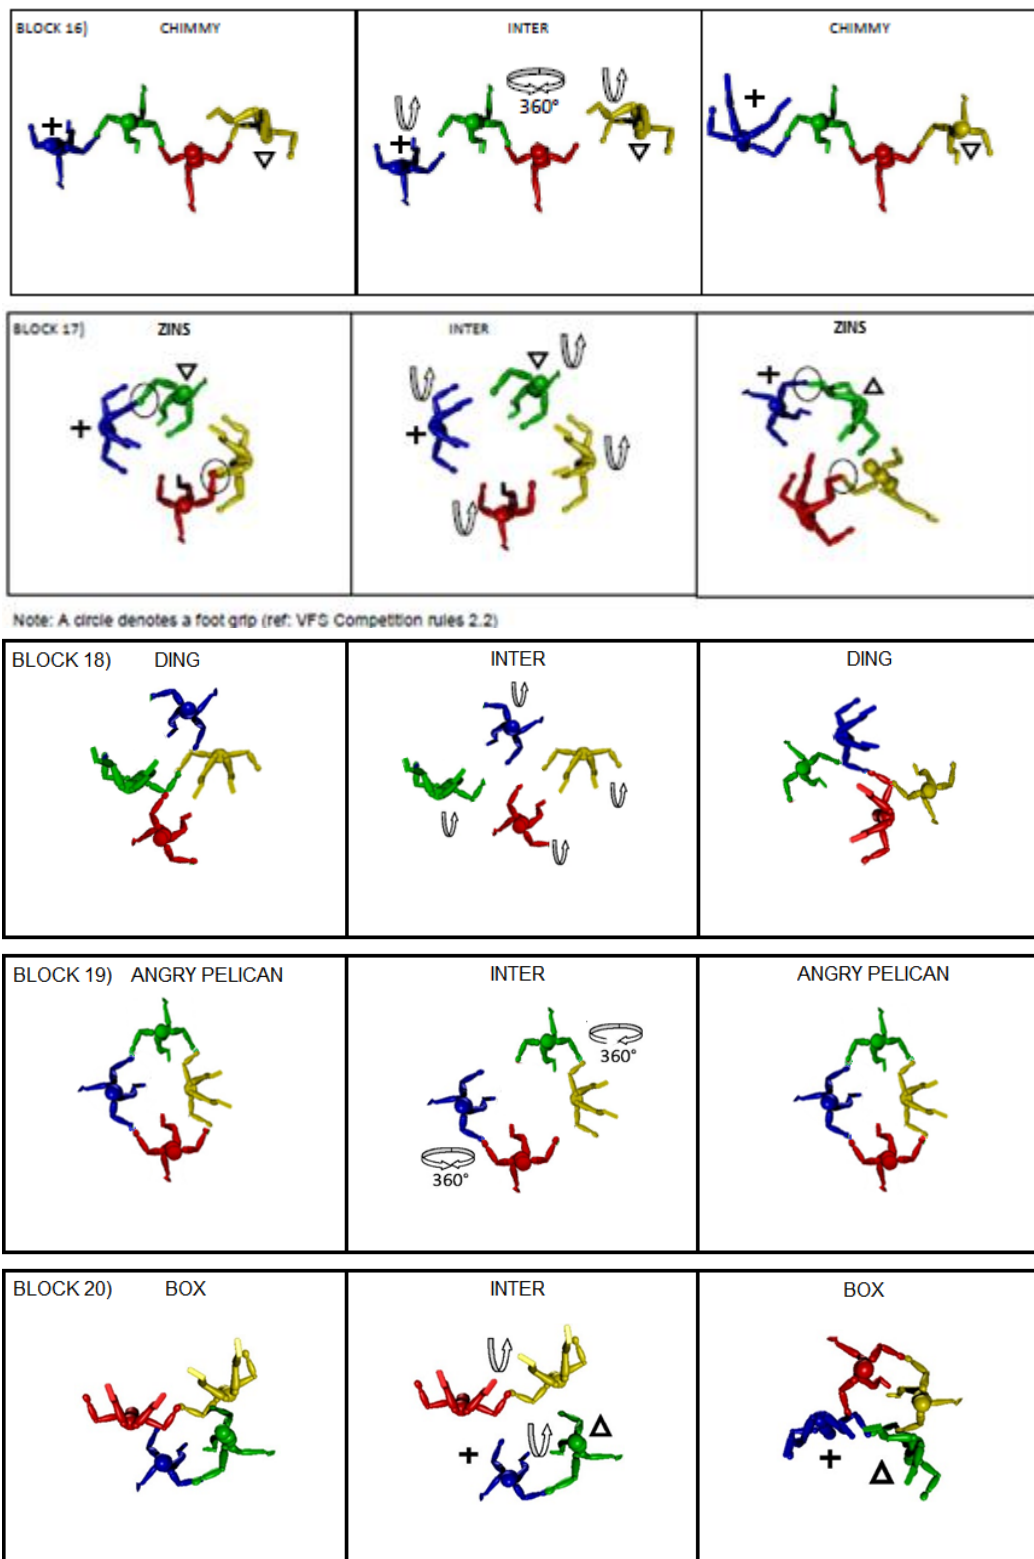 BLOCK 16) CHIMMY INTER CHIMMY
360°
BLOCK 17) ZINS INTER ZINS
Note: A circle denotes a foot grip (ref: VFS Competition rules 2.2)
BLOCK 18) DING INTER DING
BLOCK 19) ANGRY PELICAN INTER ANGRY PELICAN
360°
360°
BLOCK 20) BOX INTER BOX